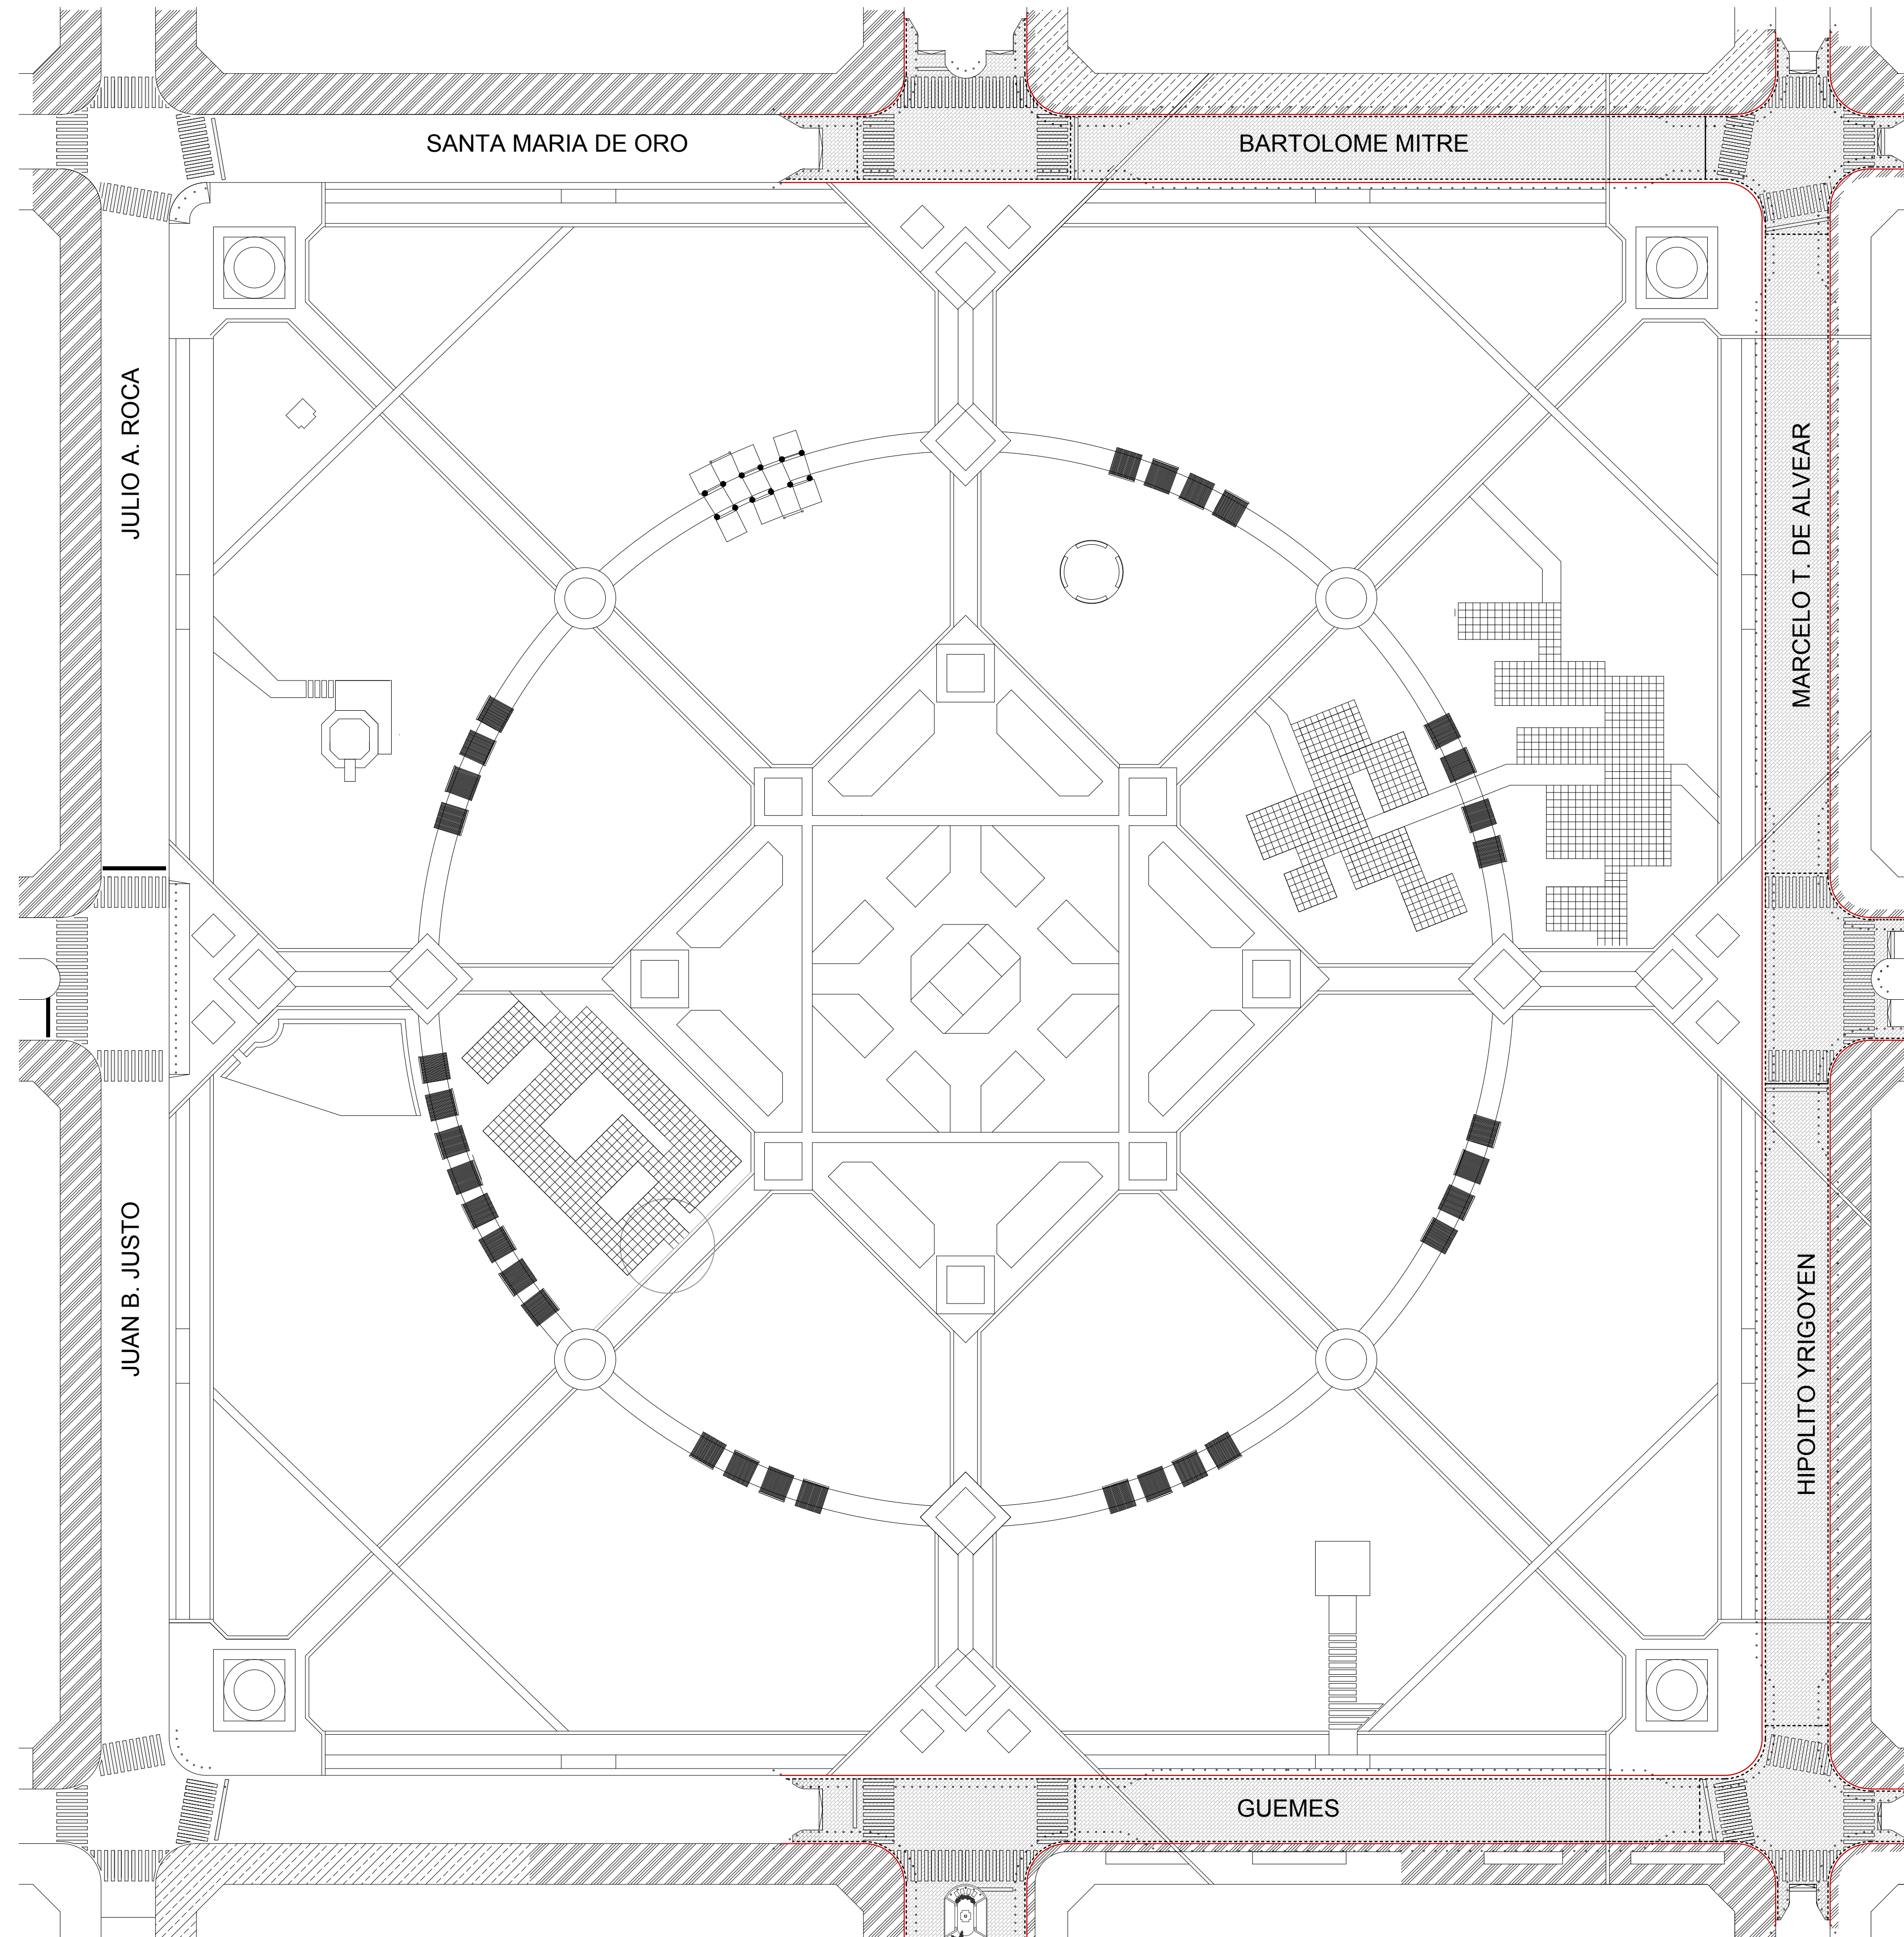 SANTA MARIA DE ORO
BARTOLOME MITRE
JULIO A. ROCA
MARCELO T. DE ALVEAR
JUAN B. JUSTO
HIPOLITO YRIGOYEN
GUEMES